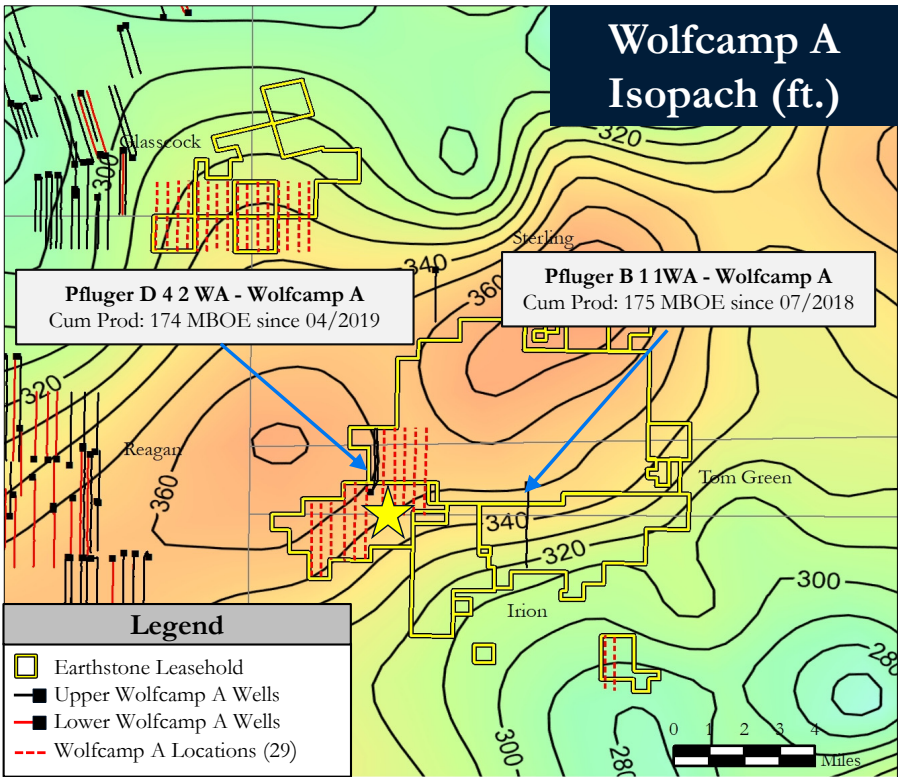 Wolfcamp A
Isopach (ft.)
320
Glasscock
300
Sterling
340
360
Pfluger D 4 2 WA - Wolfcamp A
Cum Prod: 174 MBOE since 04/2019
Pfluger B 1 1WA - Wolfcamp A
Cum Prod: 175 MBOE since 07/2018
320
Reagan
360
Tom Green
340
320
300
Irion
280
300
280
Legend
Earthstone Leasehold
Upper Wolfcamp A Wells
Lower Wolfcamp A Wells
Wolfcamp A Locations (29)
0 1 2 3 4
Miles